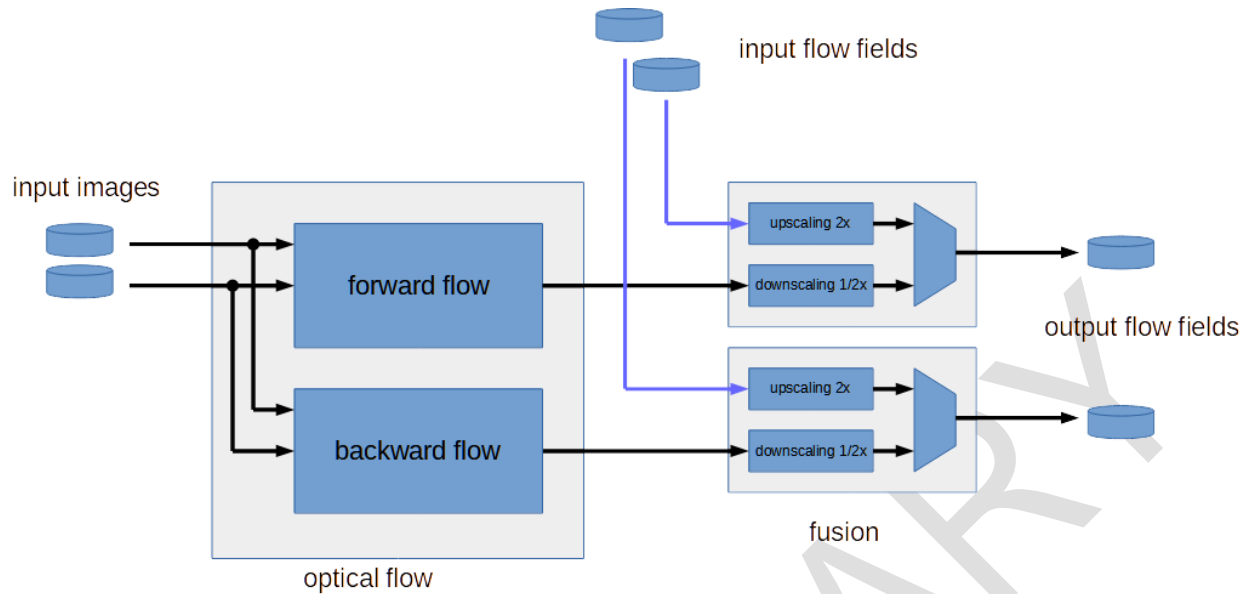 input flow fields
input images
upscaling 2x
forward flow
downscaling 1/2x
output flow fields
upscaling 2x
backward flow
downscaling 1/2x
fusion
optical flow
ARY